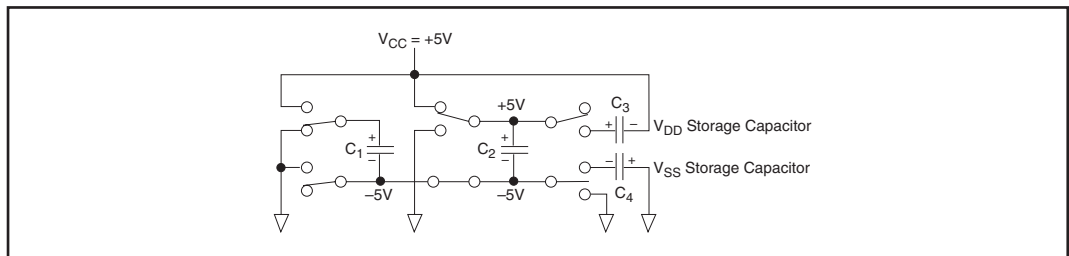 V_CC = +5V
+5V
C_3
+ –
V_DD Storage Capacitor
+
C_1
–
+
C_2
–
– +
V_SS Storage Capacitor
C_4
–5V
–5V